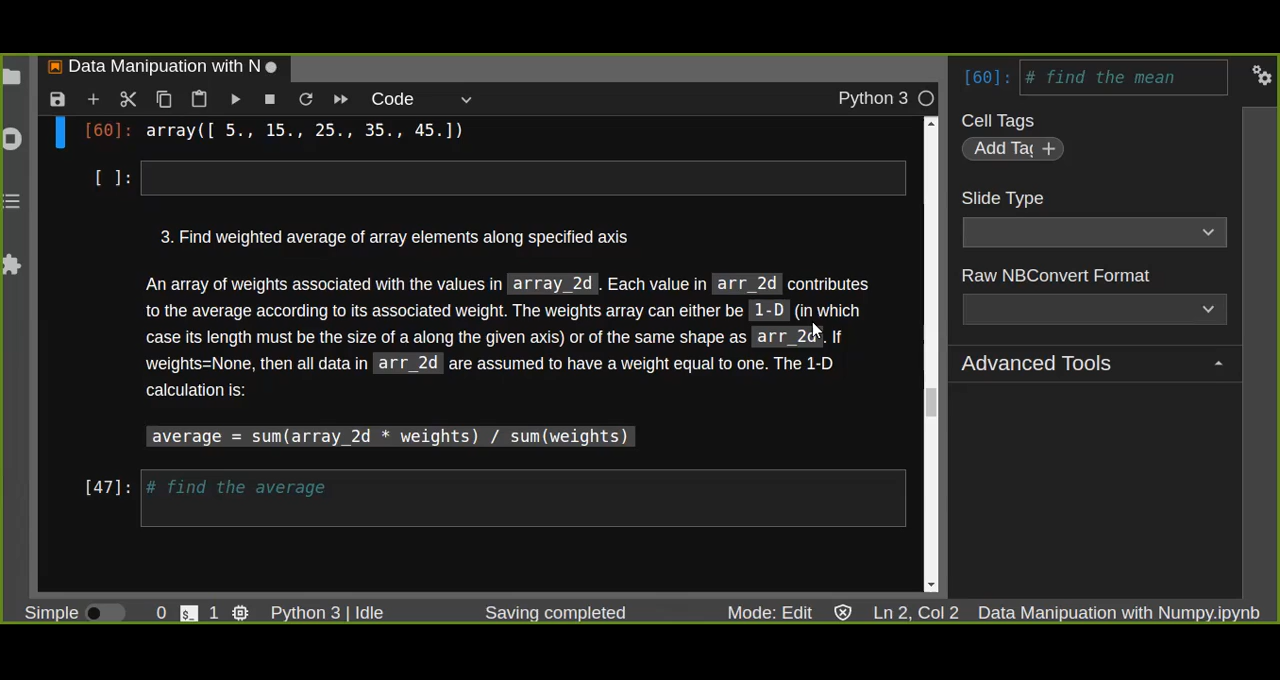 Data Manipuation with N
Code
Python 3
[60]: array([ 5., 15., 25., 35., 45.])
[ ]:
3. Find weighted average of array elements along specified axis
An array of weights associated with the values in array_2d. Each value in arr_2d contributes
to the average according to its associated weight. The weights array can either be 1-D (in which
case its length must be the size of a along the given axis) or of the same shape as arr_2d. If
weights=None, then all data in arr_2d are assumed to have a weight equal to one. The 1-D
calculation is:
average = sum(array_2d * weights) / sum(weights)
[47]: # find the average
[60]: # find the mean
Cell Tags
Add Tag
Slide Type
Raw NBConvert Format
Advanced Tools
Simple 0 $_ 1 Python 3 | Idle Saving completed Mode: Edit Ln 2, Col 2 Data Manipuation with Numpy.ipynb